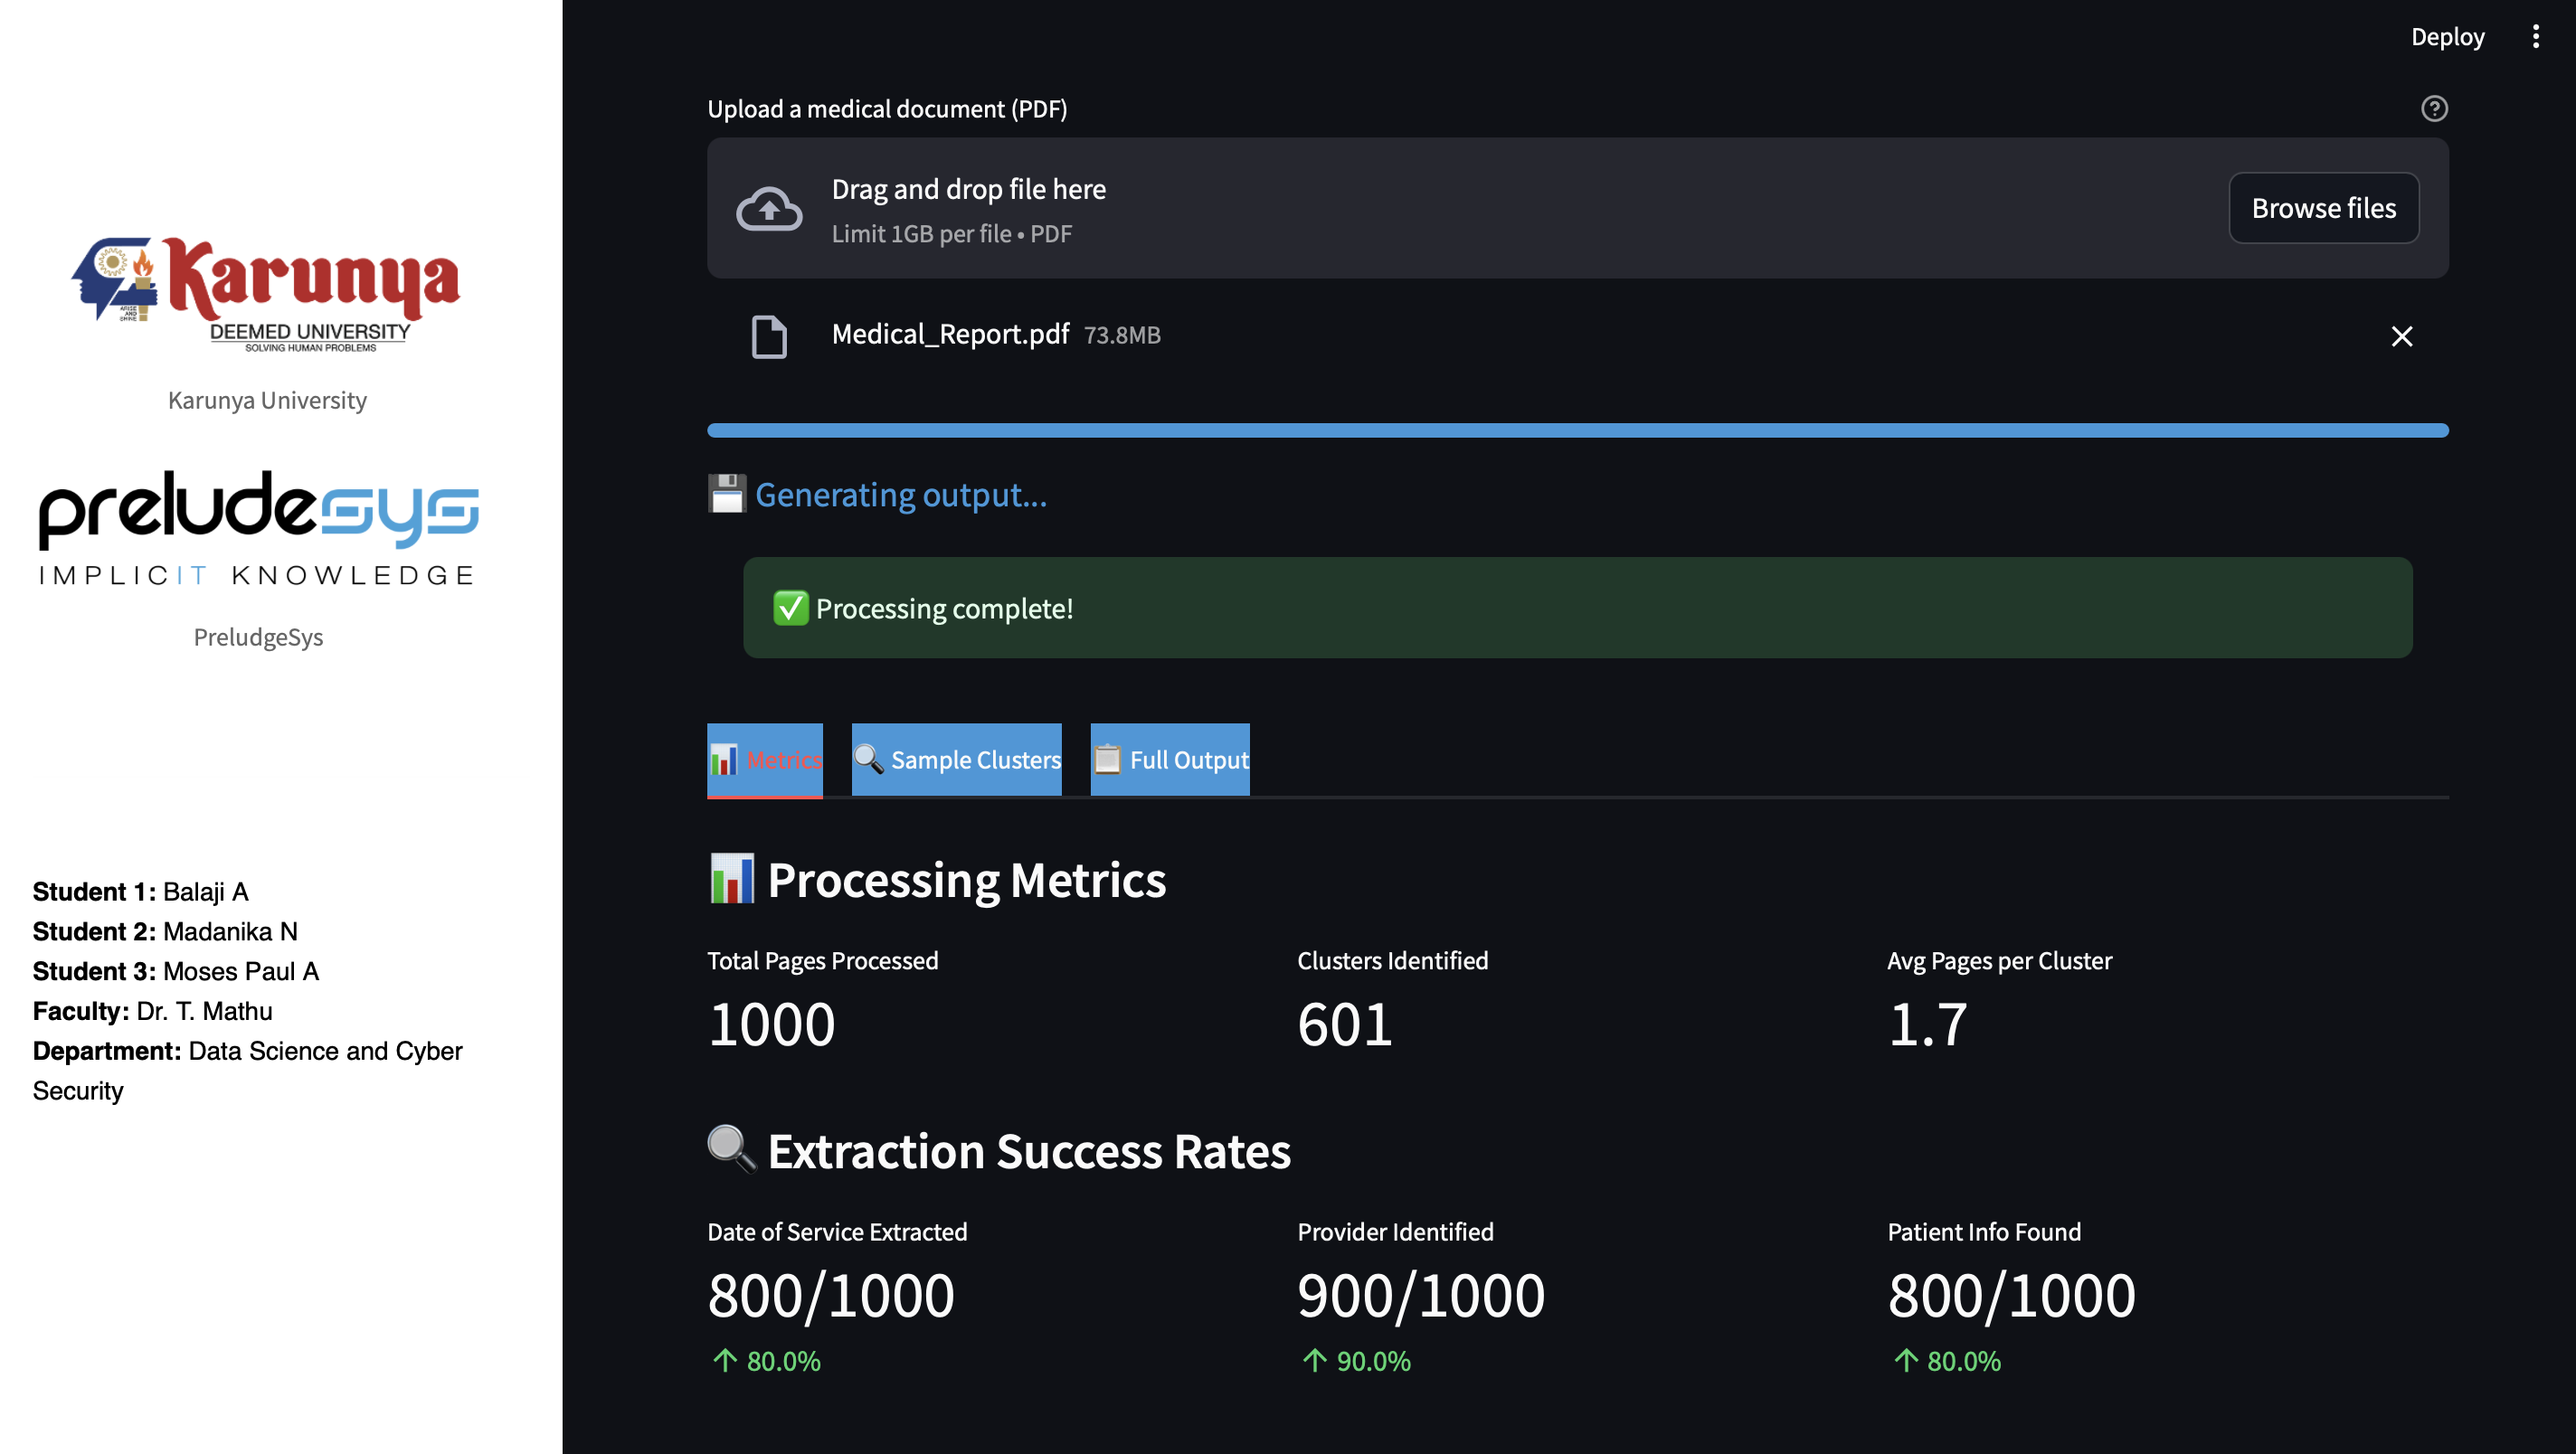 Karunya
ARISE
AND
SHINE
DEEMED UNIVERSITY
SOLVING HUMAN PROBLEMS
Karunya University
preludesys
IMPLICIT KNOWLEDGE
PreludgeSys
Student 1: Balaji A
Student 2: Madanika N
Student 3: Moses Paul A
Faculty: Dr. T. Mathu
Department: Data Science and Cyber
Security
Deploy
Upload a medical document (PDF)
Drag and drop file here
Limit 1GB per file • PDF
Browse files
Medical_Report.pdf 73.8MB
Generating output...
Processing complete!
Metrics Sample Clusters Full Output
Processing Metrics
Total Pages Processed Clusters Identified Avg Pages per Cluster
1000 601 1.7
Extraction Success Rates
Date of Service Extracted Provider Identified Patient Info Found
800/1000 900/1000 800/1000
↑ 80.0% ↑ 90.0% ↑ 80.0%